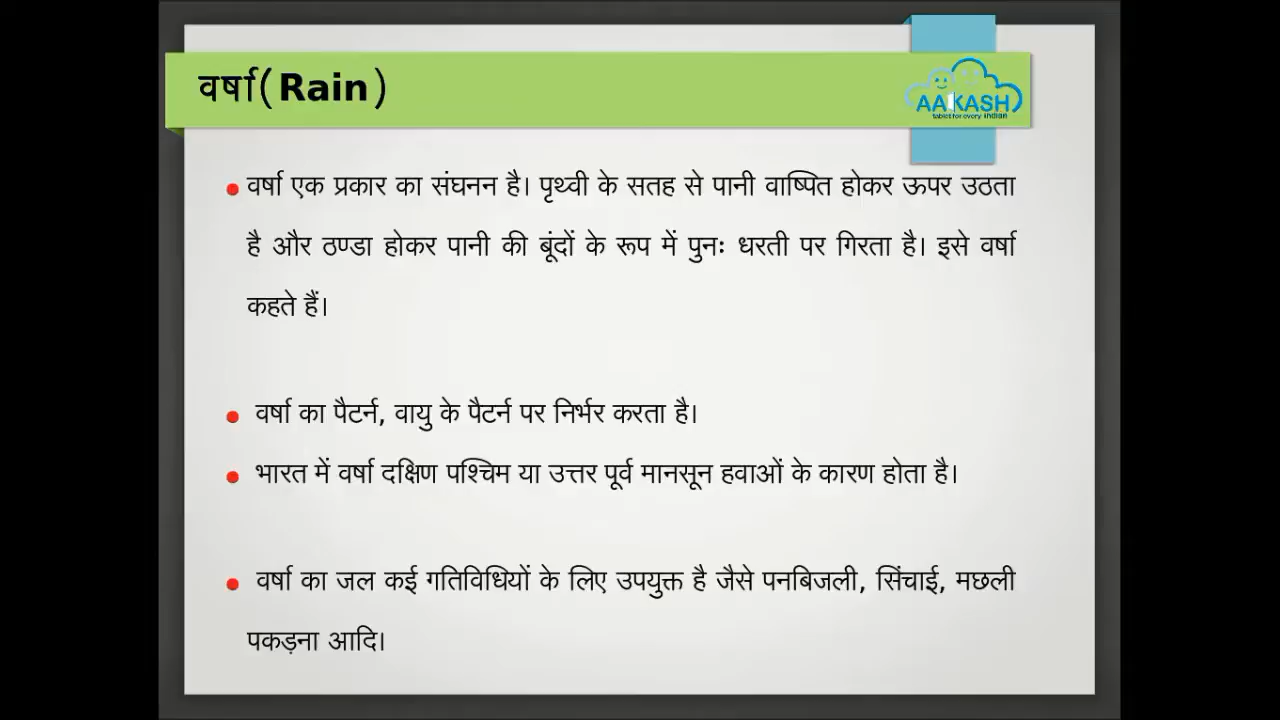 वर्षा(Rain)
AAKASH
tablet for every indian
वर्षा एक प्रकार का संघनन है। पृथ्वी के सतह से पानी वाष्पित होकर ऊपर उठता
है और ठण्डा होकर पानी की बूंदों के रूप में पुनः धरती पर गिरता है। इसे वर्षा
कहते हैं।
वर्षा का पैटर्न, वायु के पैटर्न पर निर्भर करता है।
भारत में वर्षा दक्षिण पश्चिम या उत्तर पूर्व मानसून हवाओं के कारण होता है।
वर्षा का जल कई गतिविधियों के लिए उपयुक्त है जैसे पनबिजली, सिंचाई, मछली
पकड़ना आदि।